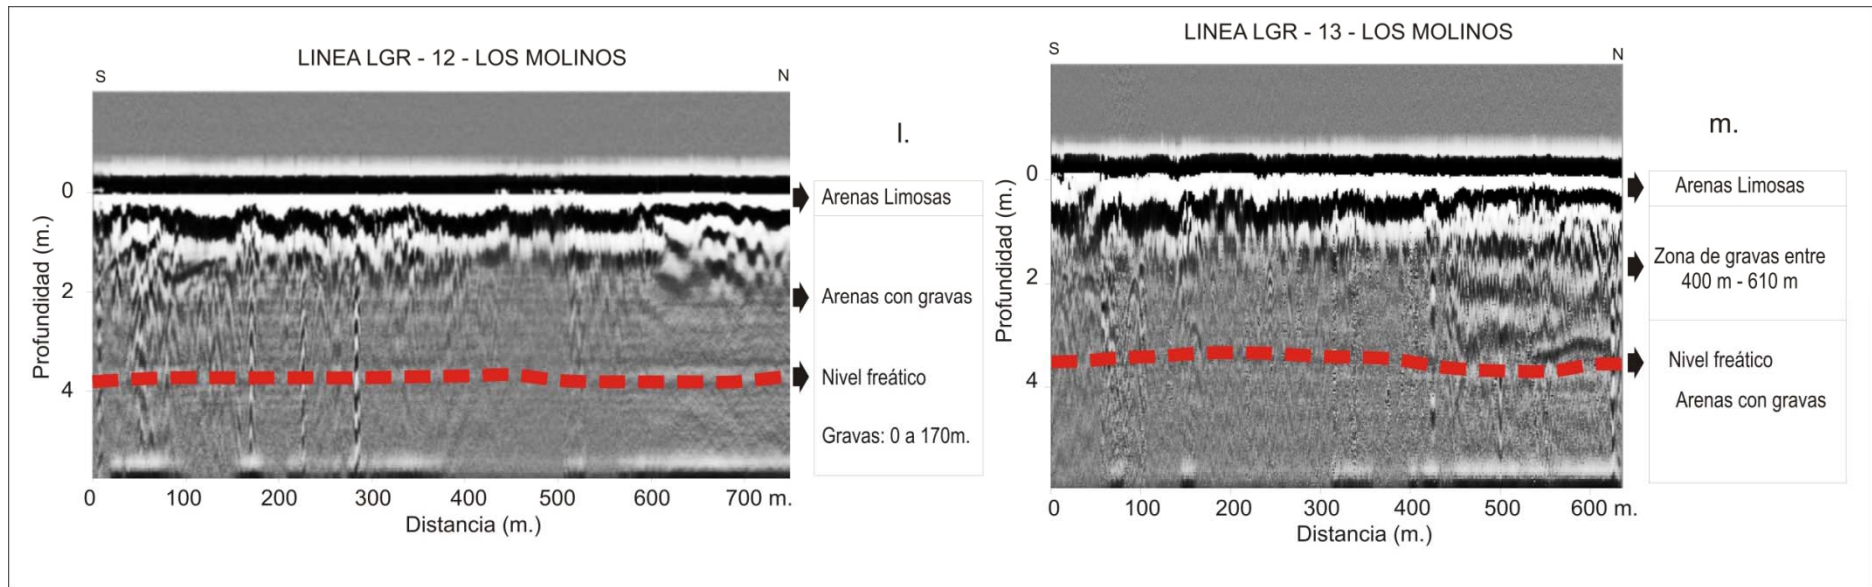 LINEA LGR - 12 - LOS MOLINOS
S
N
l.
Profundidad (m.)
0
2
4
0
100
200
300
400
500
600
700 m.
Distancia (m.)
Arenas Limosas
Arenas con gravas
Nivel freático
Gravas: 0 a 170m.
LINEA LGR - 13 - LOS MOLINOS
S
N
m.
Profundidad (m.)
0
2
4
0
100
200
300
400
500
600 m.
Distancia (m.)
Arenas Limosas
Zona de gravas entre
400 m - 610 m
Nivel freático
Arenas con gravas